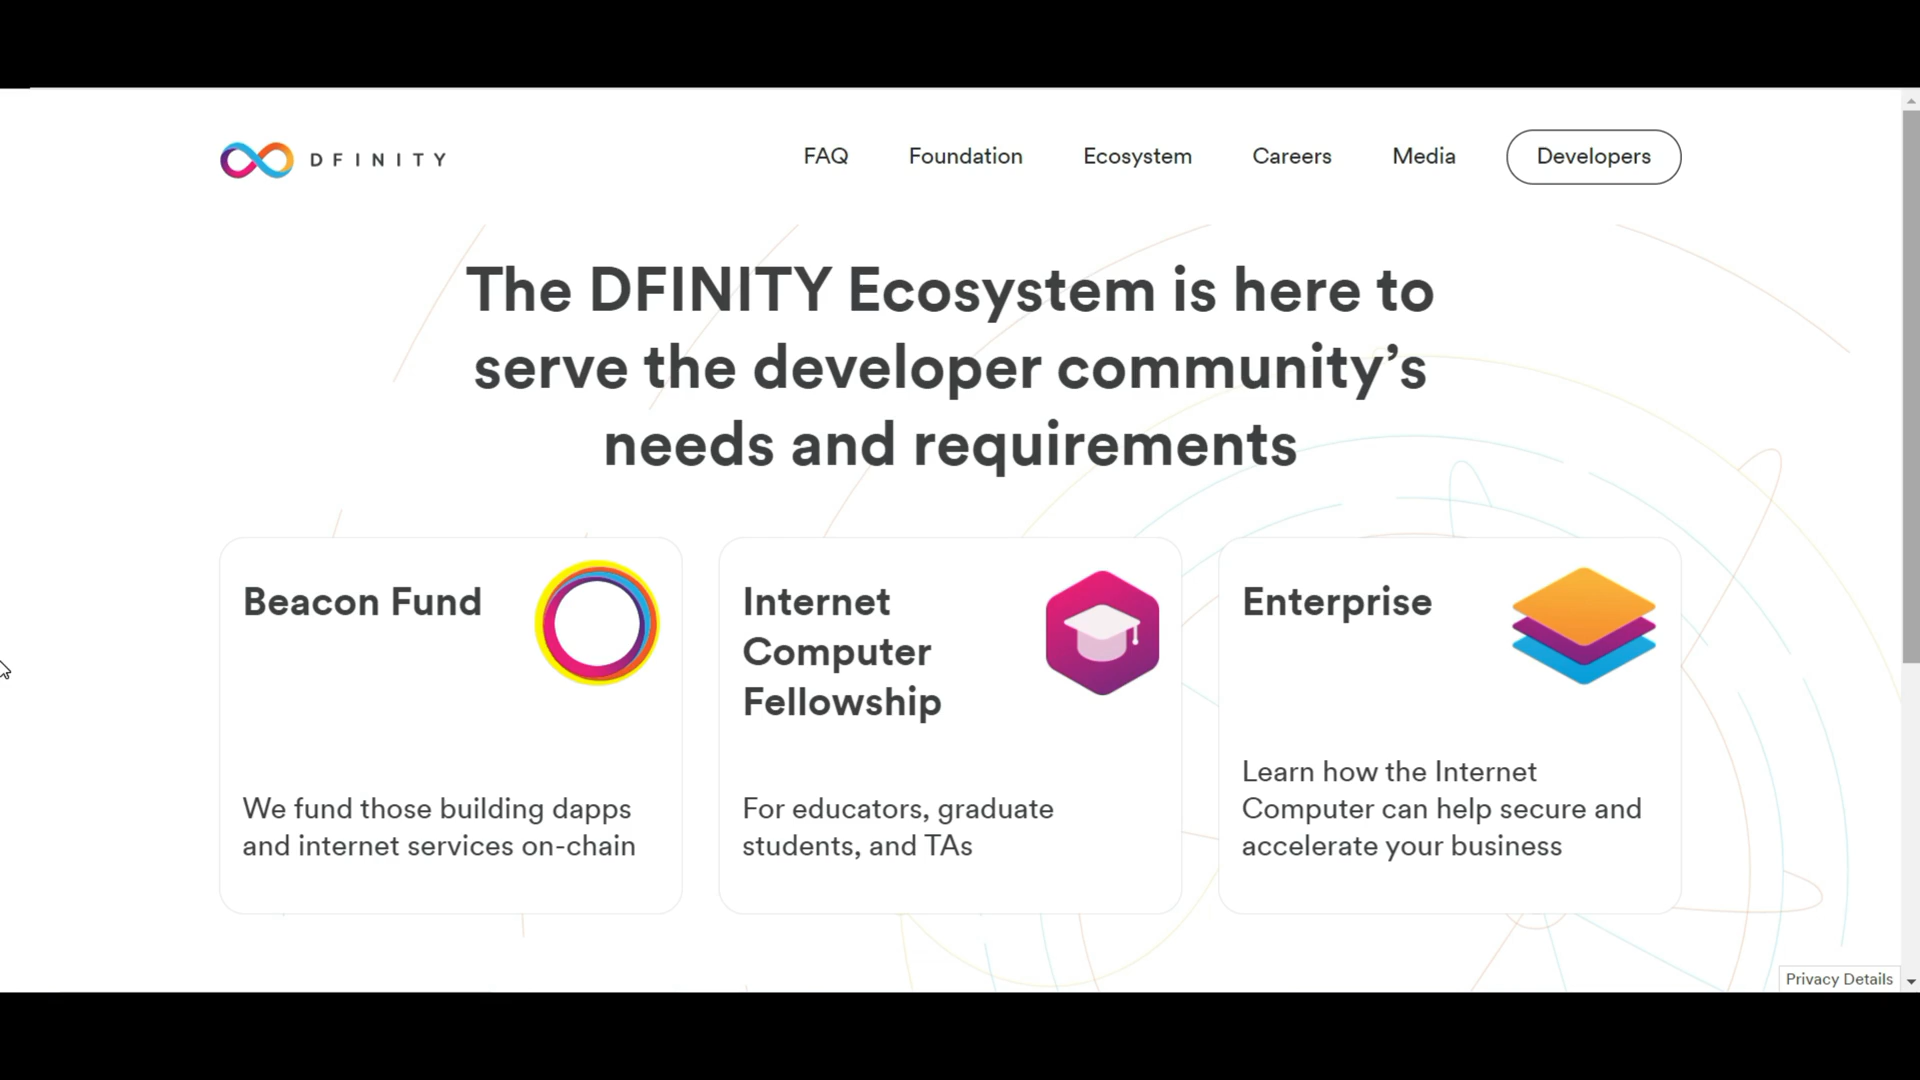 DFINITY
FAQ
Foundation
Ecosystem
Careers
Media
Developers
The DFINITY Ecosystem is here to
serve the developer community’s
needs and requirements
Beacon Fund
We fund those building dapps
and internet services on-chain
Internet
Computer
Fellowship
For educators, graduate
students, and TAs
Enterprise
Learn how the Internet
Computer can help secure and
accelerate your business
Privacy Details